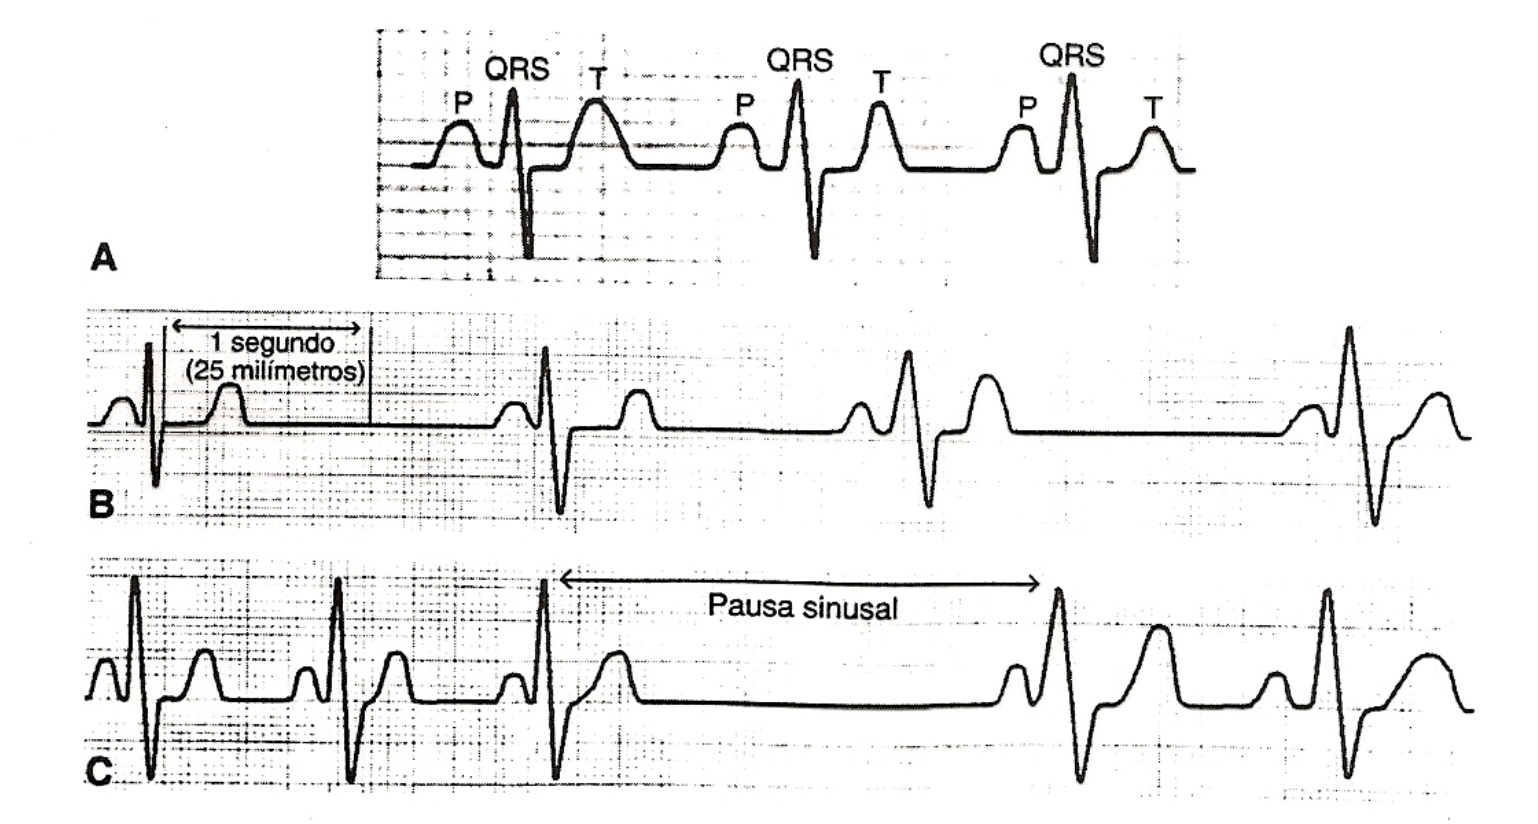 QRS QRS QRS
P T P T P T
A
1 segundo
(25 milímetros)
B
Pausa sinusal
C